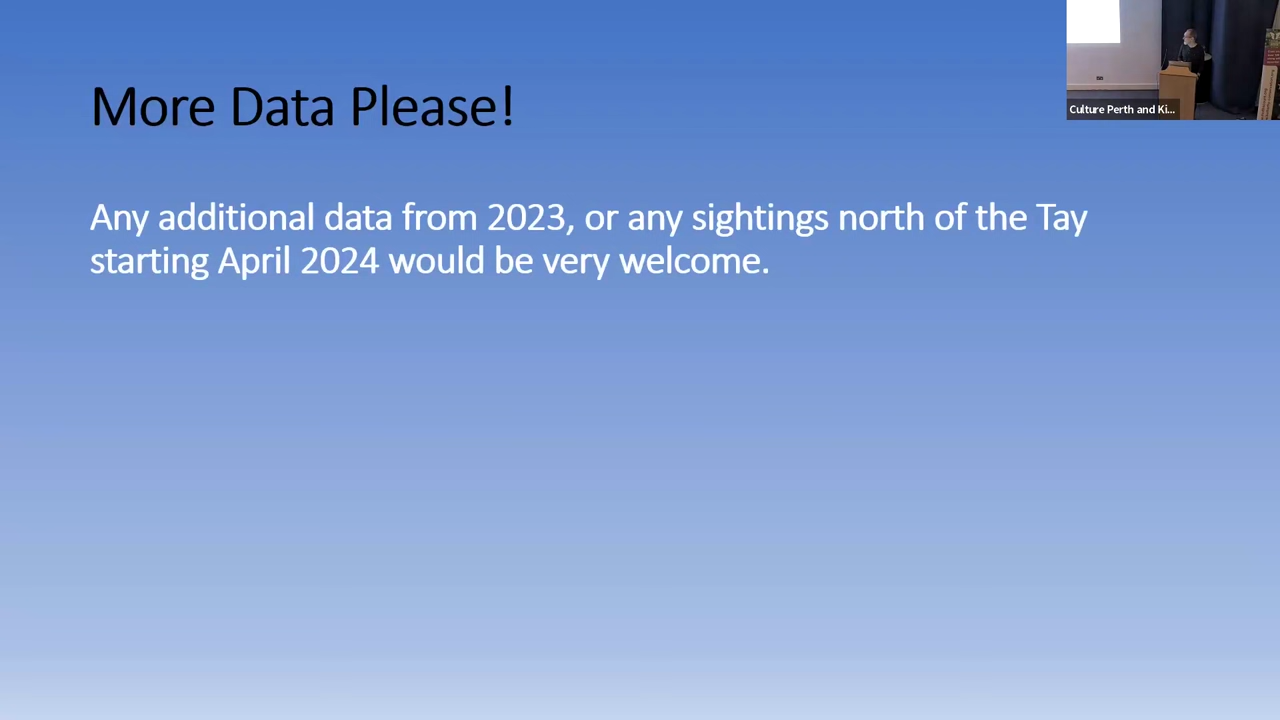 More Data Please!
Any additional data from 2023, or any sightings north of the Tay
starting April 2024 would be very welcome.
Culture Perth and Ki...